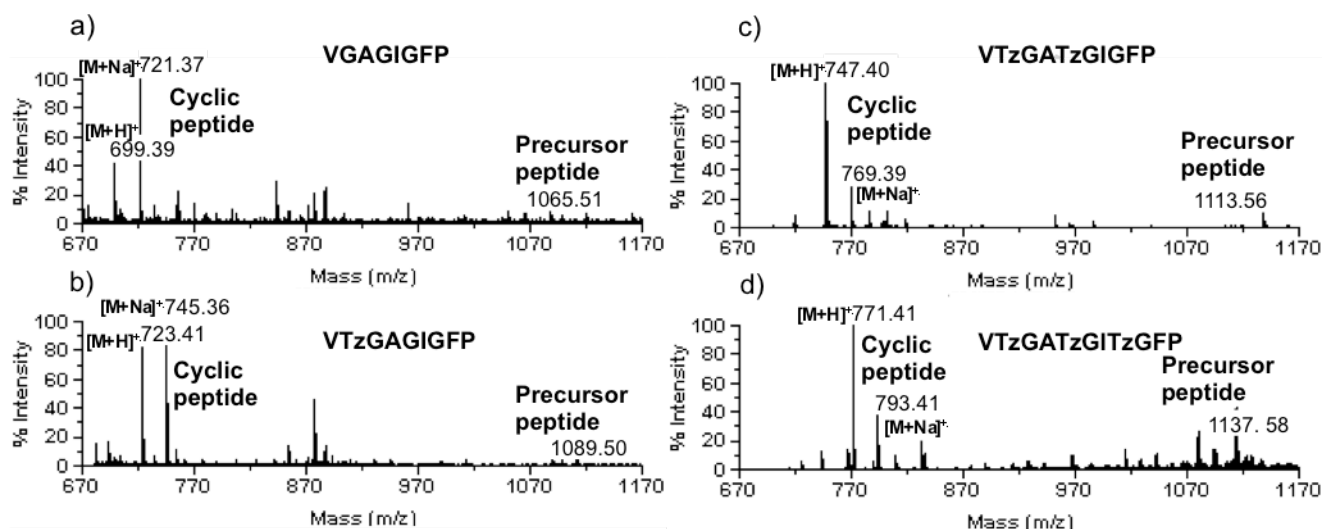 a)
VGAGIGFP
[M+Na]+ 721.37
Cyclic
peptide
[M+H]+
699.39
Precursor
peptide
1065.51
% Intensity
100
80
60
40
20
0
670 770 870 970 1070 1170
Mass (m/z)
b)
[M+Na]+ 745.36
VTzGAGIGFP
[M+H]+ 723.41
Cyclic
peptide
Precursor
peptide
1089.50
% Intensity
100
80
60
40
20
0
670 770 870 970 1070 1170
Mass (m/z)
c)
VTzGATzGIGFP
[M+H]+ 747.40
Cyclic
peptide
769.39
[M+Na]+
Precursor
peptide
1113.56
% Intensity
100
80
60
40
20
0
670 770 870 970 1070 1170
Mass (m/z)
d)
[M+H]+ 771.41
VTzGATzGITzGFP
Cyclic
peptide
793.41
[M+Na]+
Precursor
peptide
1137. 58
% Intensity
100
80
60
40
20
0
670 770 870 970 1070 1170
Mass (m/z)